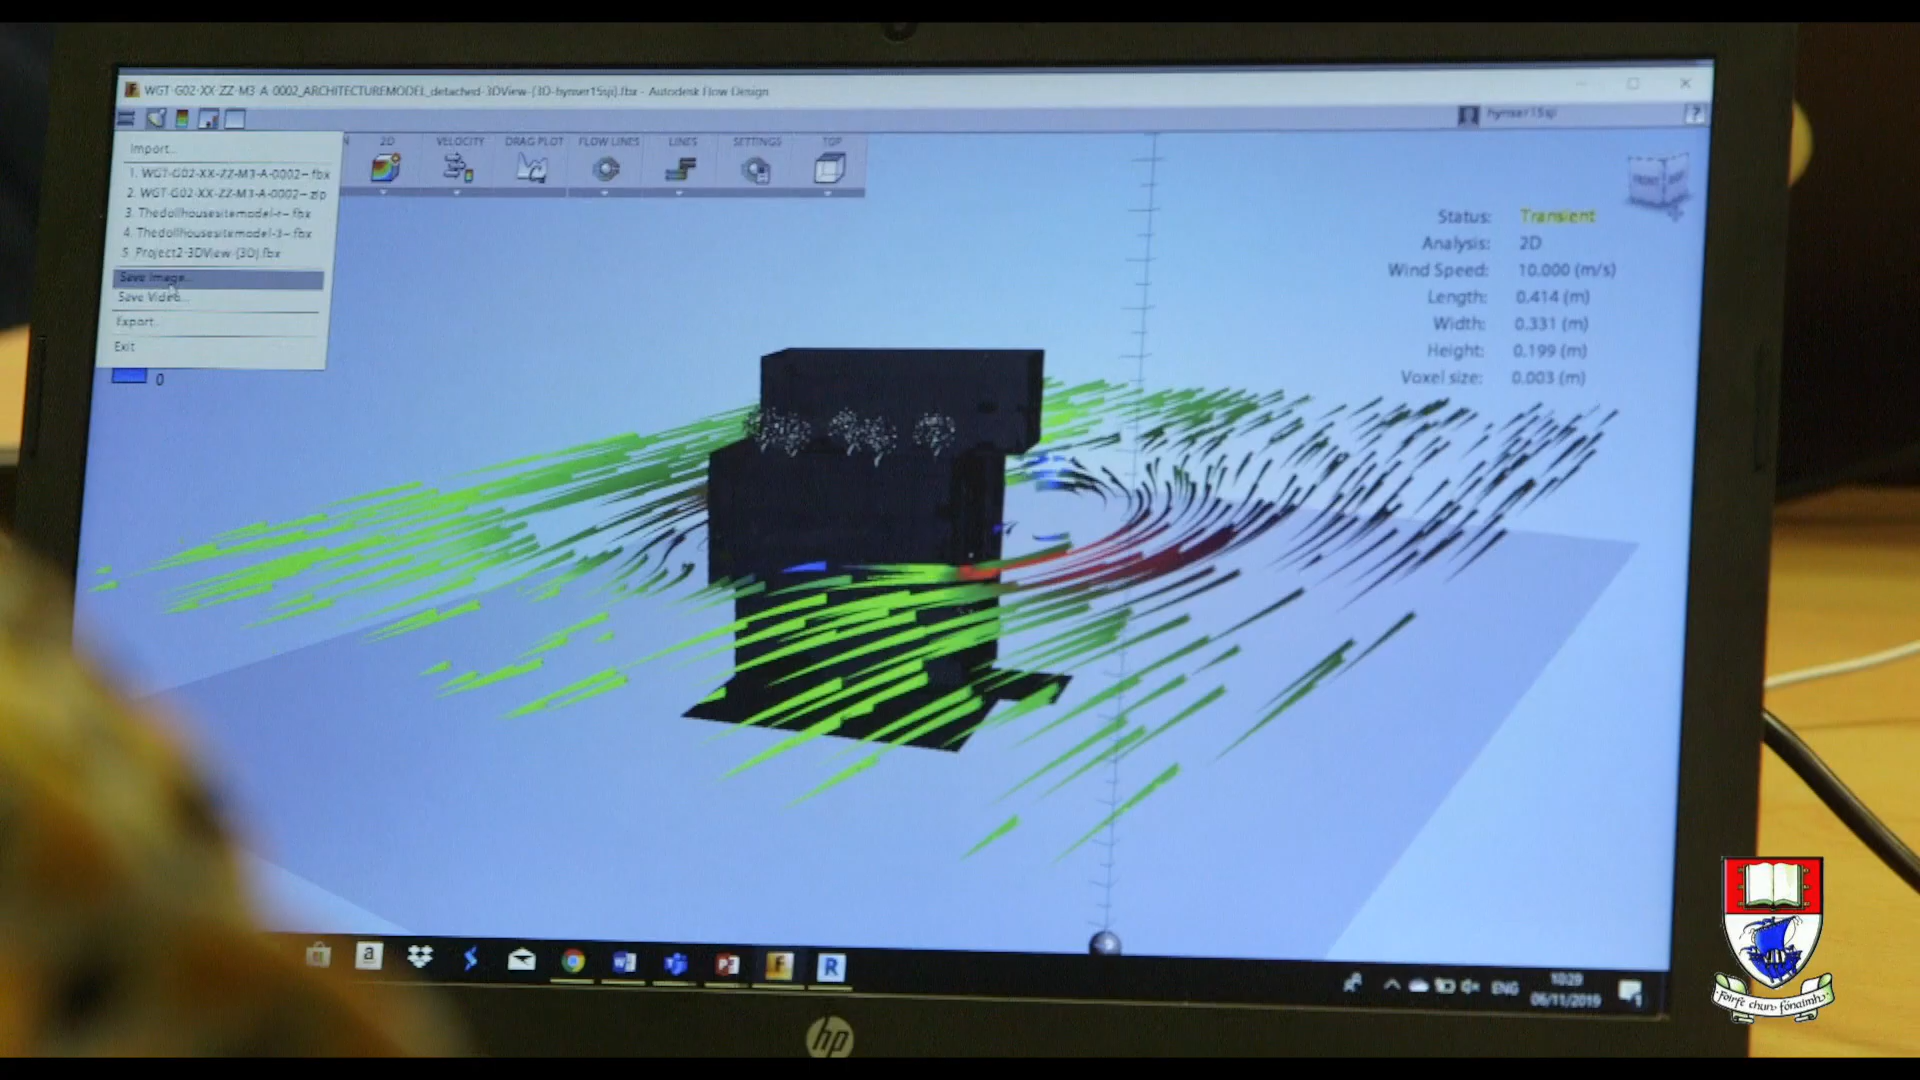 WGT-G02-XX-ZZ-M3-A-0002_ARCHITECTUREMODEL_detached-3DView-{3D-hynser15sji}.fbx - Autodesk Flow Design
hynser15sji
?
Import...
1. WGT-G02-XX-ZZ-M3-A-0002~.fbx
2. WGT-G02-XX-ZZ-M3-A-0002~.zip
3. Thedollhousesitemodel-r~.fbx
4. Thedollhousesitemodel-3~.fbx
5. Project2-3DView-{3D}.fbx
Save Image...
Save Video...
Export...
Exit
0
2D
VELOCITY
DRAG PLOT
FLOW LINES
LINES
SETTINGS
TOP
FRONT
Status: Transient
Analysis: 2D
Wind Speed: 10.000 (m/s)
Length: 0.414 (m)
Width: 0.331 (m)
Height: 0.199 (m)
Voxel size: 0.003 (m)
a
F
R
ENG
10:29
06/11/2019
hp
Foirfe chun fónaimh